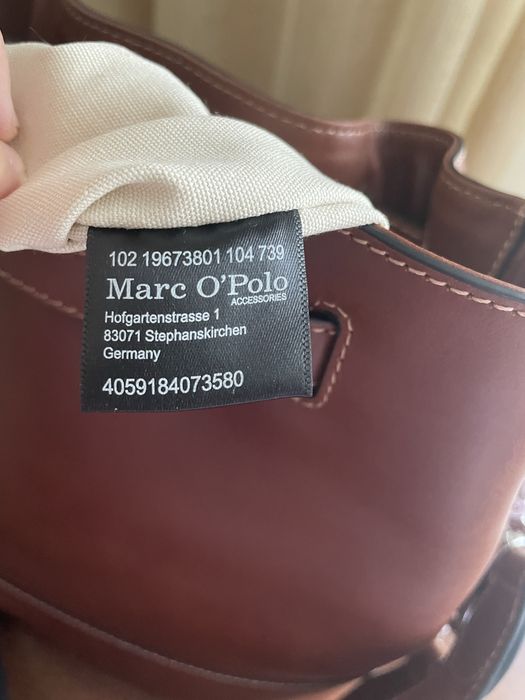 102 19673801 104 739
Marc O'Polo
ACCESSORIES
Hofgartenstrasse 1
83071 Stephanskirchen
Germany
4059184073580